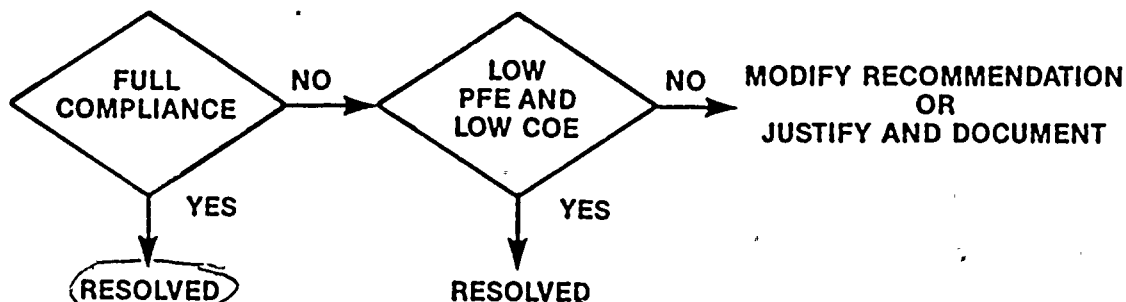 FULL
COMPLIANCE
NO
LOW
PFE AND
LOW COE
NO
MODIFY RECOMMENDATION
OR
JUSTIFY AND DOCUMENT
YES
YES
RESOLVED
RESOLVED